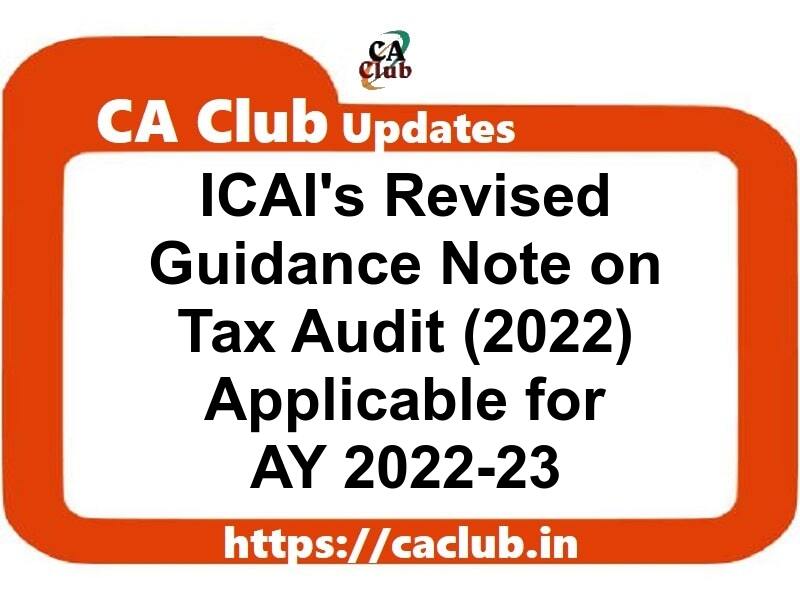 CA
Club
CA Club Updates
ICAI's Revised
Guidance Note on
Tax Audit (2022)
Applicable for
AY 2022-23
https://caclub.in